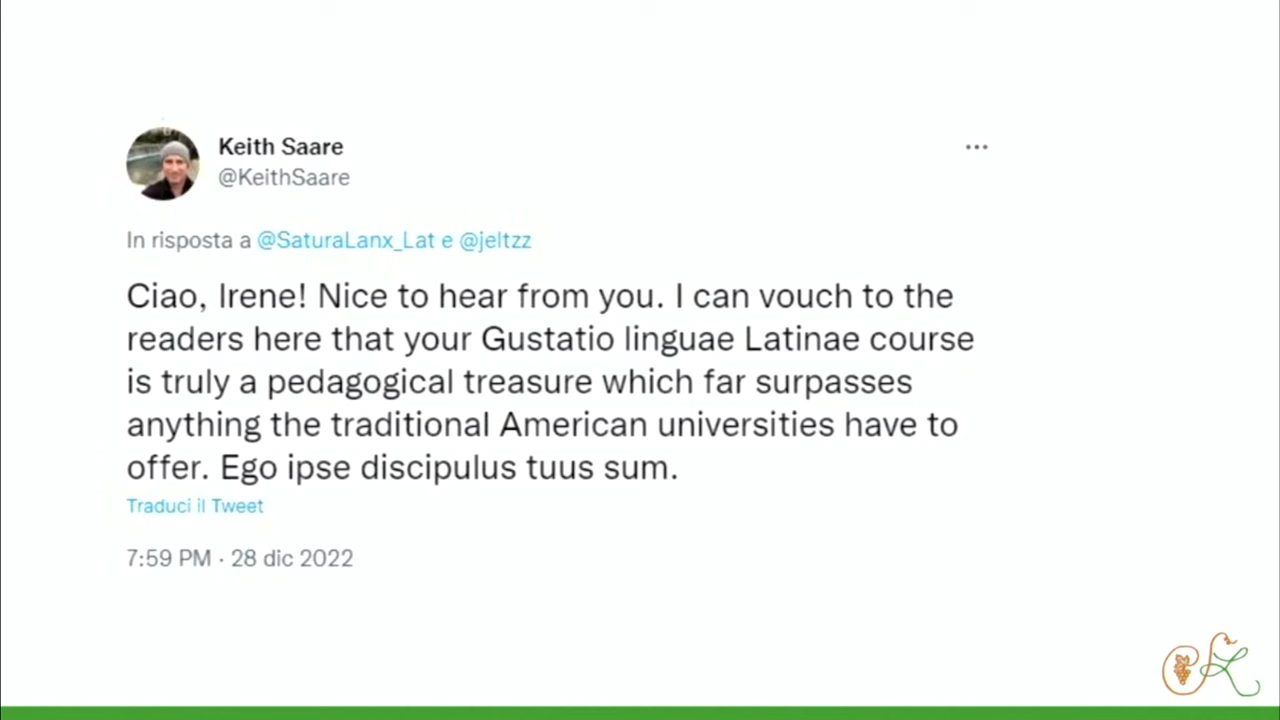 Keith Saare
@KeithSaare
In risposta a @SaturaLanx_Lat e @jeltzz
Ciao, Irene! Nice to hear from you. I can vouch to the
readers here that your Gustatio linguae Latinae course
is truly a pedagogical treasure which far surpasses
anything the traditional American universities have to
offer. Ego ipse discipulus tuus sum.
Traduci il Tweet
7:59 PM · 28 dic 2022